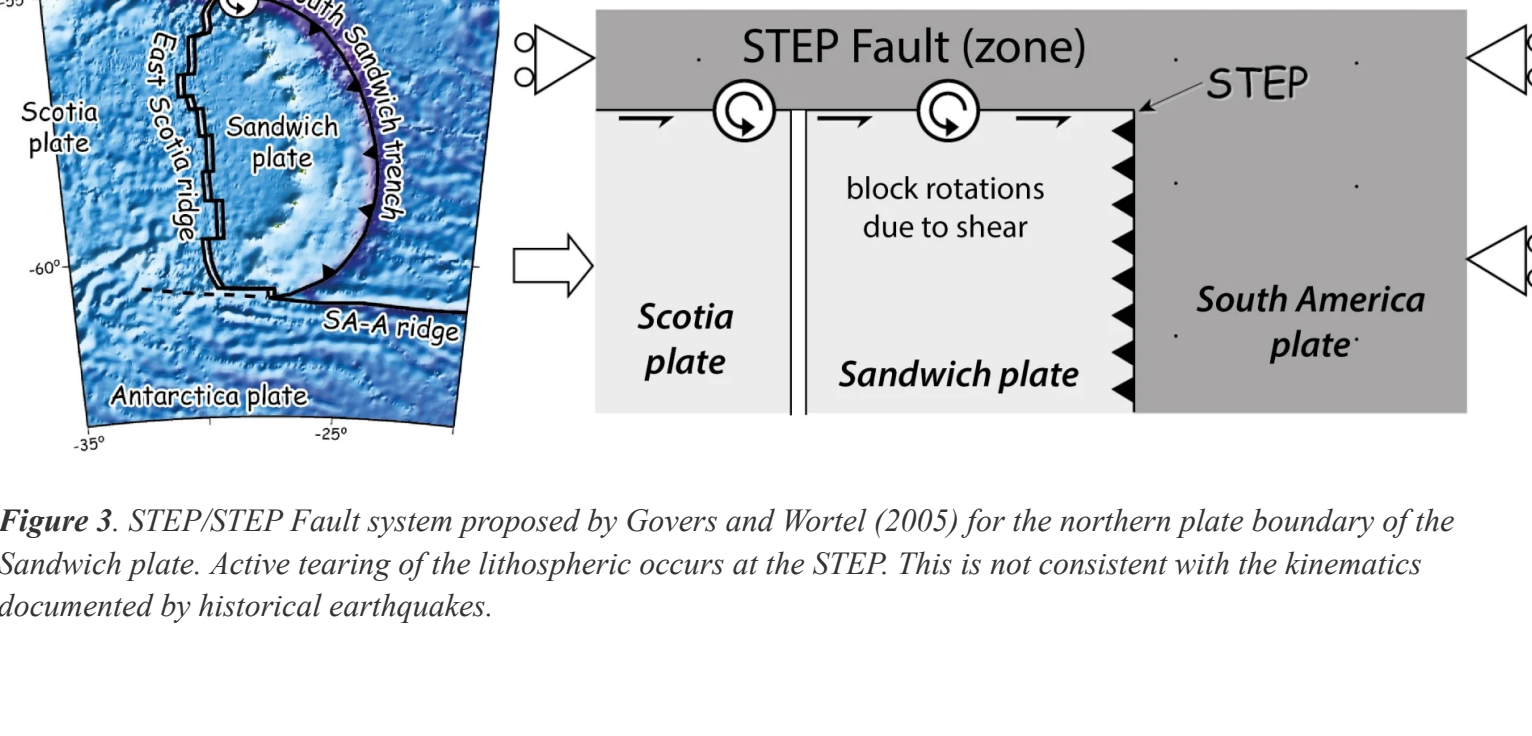 -55
South Sandwich trench
East Scotia ridge
Scotia
plate
Sandwich
plate
-60°
SA-A ridge
Antarctica plate
-35°
-25°
STEP Fault (zone)
STEP
block rotations
due to shear
Scotia
plate
Sandwich plate
South America
plate
Figure 3. STEP/STEP Fault system proposed by Govers and Wortel (2005) for the northern plate boundary of the
Sandwich plate. Active tearing of the lithospheric occurs at the STEP. This is not consistent with the kinematics
documented by historical earthquakes.